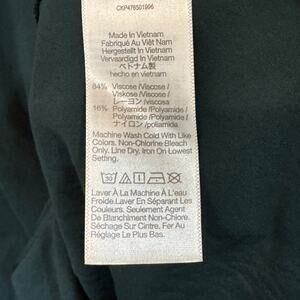 CKP476501996
Made In Vietnam
Fabriqué Au Viêt Nam
Hergestellt In Vietnam
Vervaardigd In Vietnam
ベトナム製
hecho en vietnam
84% Viscose /Viscose /
Viskose /Viscose /
レーヨン /viscosa
16% Polyamide /Polyamide /
Polyamide /Polyamide /
ナイロン /poliamida
Machine Wash Cold With Like
Colors. Non-Chlorine Bleach
Only. Line Dry. Iron On Lowest
Setting.
30
Laver À La Machine À L'eau
Froide.Laver En Séparant Les
Couleurs. Seulement Agent
De Blanchiment Non-Chlore.
Séchage Sur Cintre. Fer Au
Réglage Le Plus Bas.